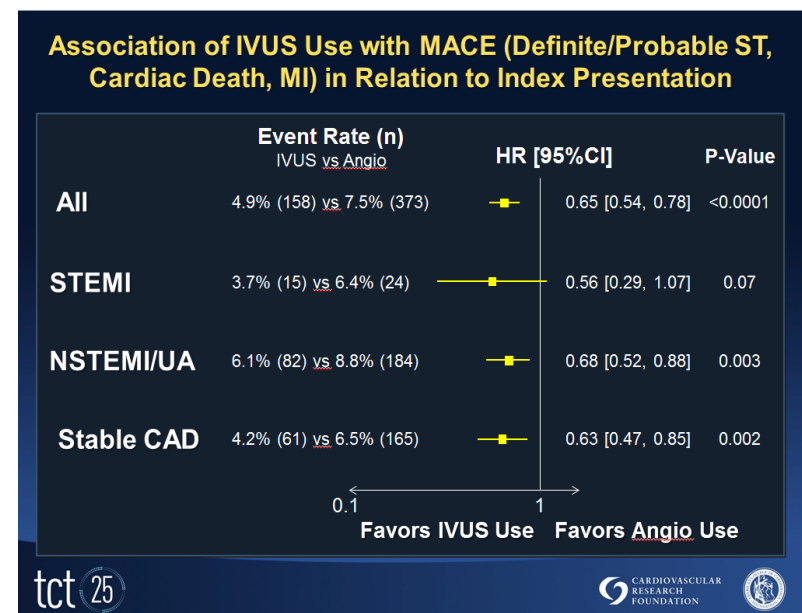 Association of IVUS Use with MACE (Definite/Probable ST,
Cardiac Death, MI) in Relation to Index Presentation
Event Rate (n)
IVUS vs Angio
HR [95%CI]
P-Value
All 4.9% (158) vs 7.5% (373) 0.65 [0.54, 0.78] <0.0001
STEMI 3.7% (15) vs 6.4% (24) 0.56 [0.29, 1.07] 0.07
NSTEMI/UA 6.1% (82) vs 8.8% (184) 0.68 [0.52, 0.88] 0.003
Stable CAD 4.2% (61) vs 6.5% (165) 0.63 [0.47, 0.85] 0.002
0.1 1
Favors IVUS Use Favors Angio Use
tct 25
CARDIOVASCULAR
RESEARCH
FOUNDATION